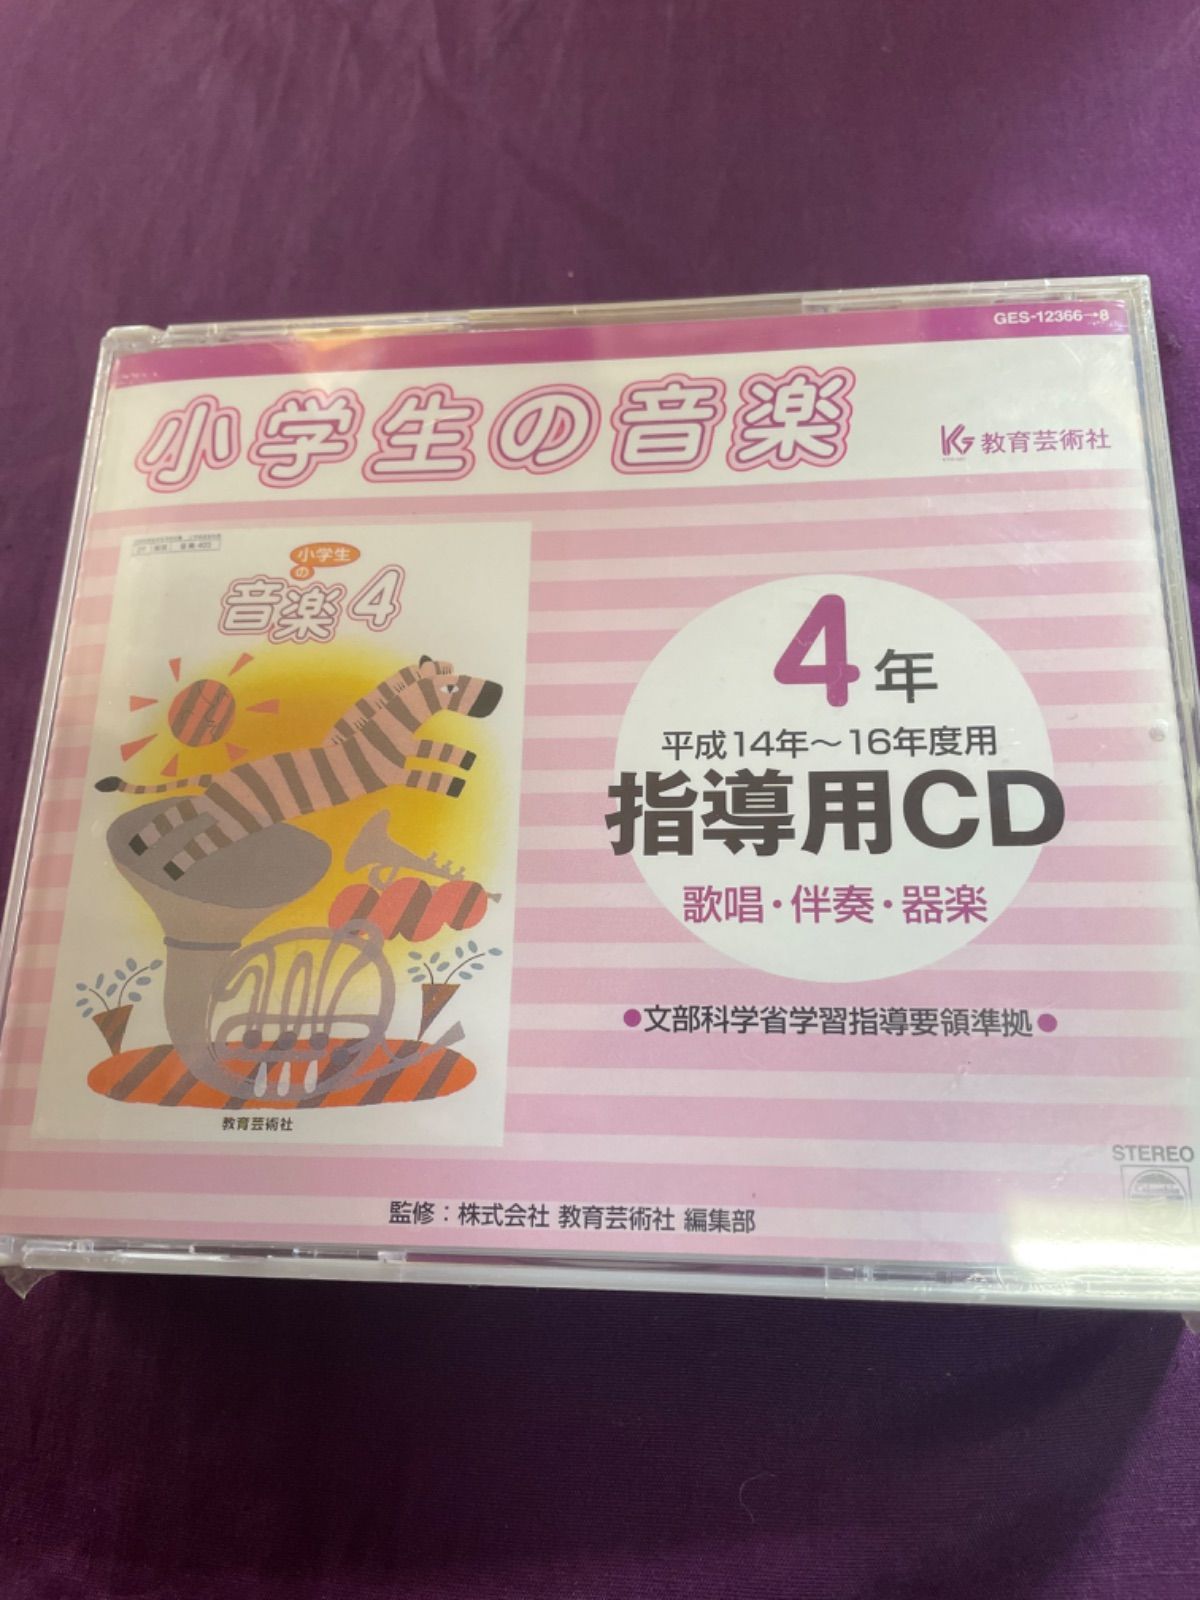 GES-12366→8
小学生の音楽
教育芸術社
小学生
の
音楽4
4年
平成14年～16年度用
指導用CD
歌唱・伴奏・器楽
●文部科学省学習指導要領準拠●
教育芸術社
STEREO
監修：株式会社 教育芸術社 編集部